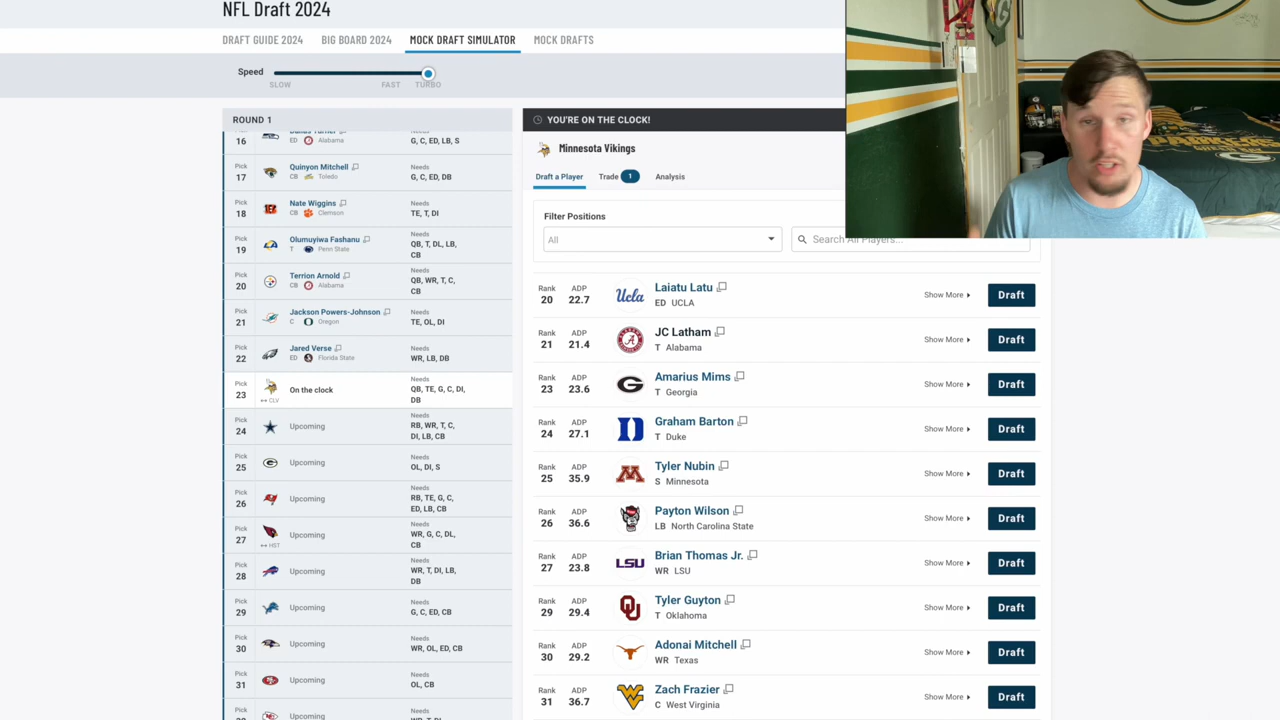 NFL Draft 2024
DRAFT GUIDE 2024 BIG BOARD 2024 MOCK DRAFT SIMULATOR MOCK DRAFTS
Speed
SLOW FAST TURBO
ROUND 1
Pick 16 Alabama G, C, ED, LB, S
Pick 17 Quinyon Mitchell CB Toledo Needs G, C, ED, DB
Pick 18 Nate Wiggins CB Clemson Needs TE, T, DI
Pick 19 Olumuyiwa Fashanu T Penn State Needs QB, T, DL, LB, CB
Pick 20 Terrion Arnold CB Alabama Needs QB, WR, T, C, CB
Pick 21 Jackson Powers-Johnson C Oregon Needs TE, OL, DI
Pick 22 Jared Verse ED Florida State Needs WR, LB, DB
Pick 23 CLV On the clock Needs QB, TE, G, C, DI, DB
Pick 24 Upcoming Needs RB, WR, T, C, DI, LB, CB
Pick 25 Upcoming Needs OL, DI, S
Pick 26 Upcoming Needs RB, TE, G, C, ED, LB, CB
Pick 27 HST Upcoming Needs WR, G, C, DL, CB
Pick 28 Upcoming Needs WR, T, DI, LB, DB
Pick 29 Upcoming Needs G, C, ED, CB
Pick 30 Upcoming Needs WR, OL, ED, CB
Pick 31 Upcoming Needs OL, CB
Pick Upcoming Needs
YOU'RE ON THE CLOCK!
Minnesota Vikings
Draft a Player Trade 1 Analysis
Filter Positions
All Search All Players...
Rank 20 ADP 22.7 Ucla Laiatu Latu ED UCLA Show More Draft
Rank 21 ADP 21.4 JC Latham T Alabama Show More Draft
Rank 23 ADP 23.6 Amarius Mims T Georgia Show More Draft
Rank 24 ADP 27.1 Graham Barton T Duke Show More Draft
Rank 25 ADP 35.9 Tyler Nubin S Minnesota Show More Draft
Rank 26 ADP 36.6 Payton Wilson LB North Carolina State Show More Draft
Rank 27 ADP 23.8 LSU Brian Thomas Jr. WR LSU Show More Draft
Rank 29 ADP 29.4 Tyler Guyton T Oklahoma Show More Draft
Rank 30 ADP 29.2 Adonai Mitchell WR Texas Show More Draft
Rank 31 ADP 36.7 Zach Frazier C West Virginia Show More Draft